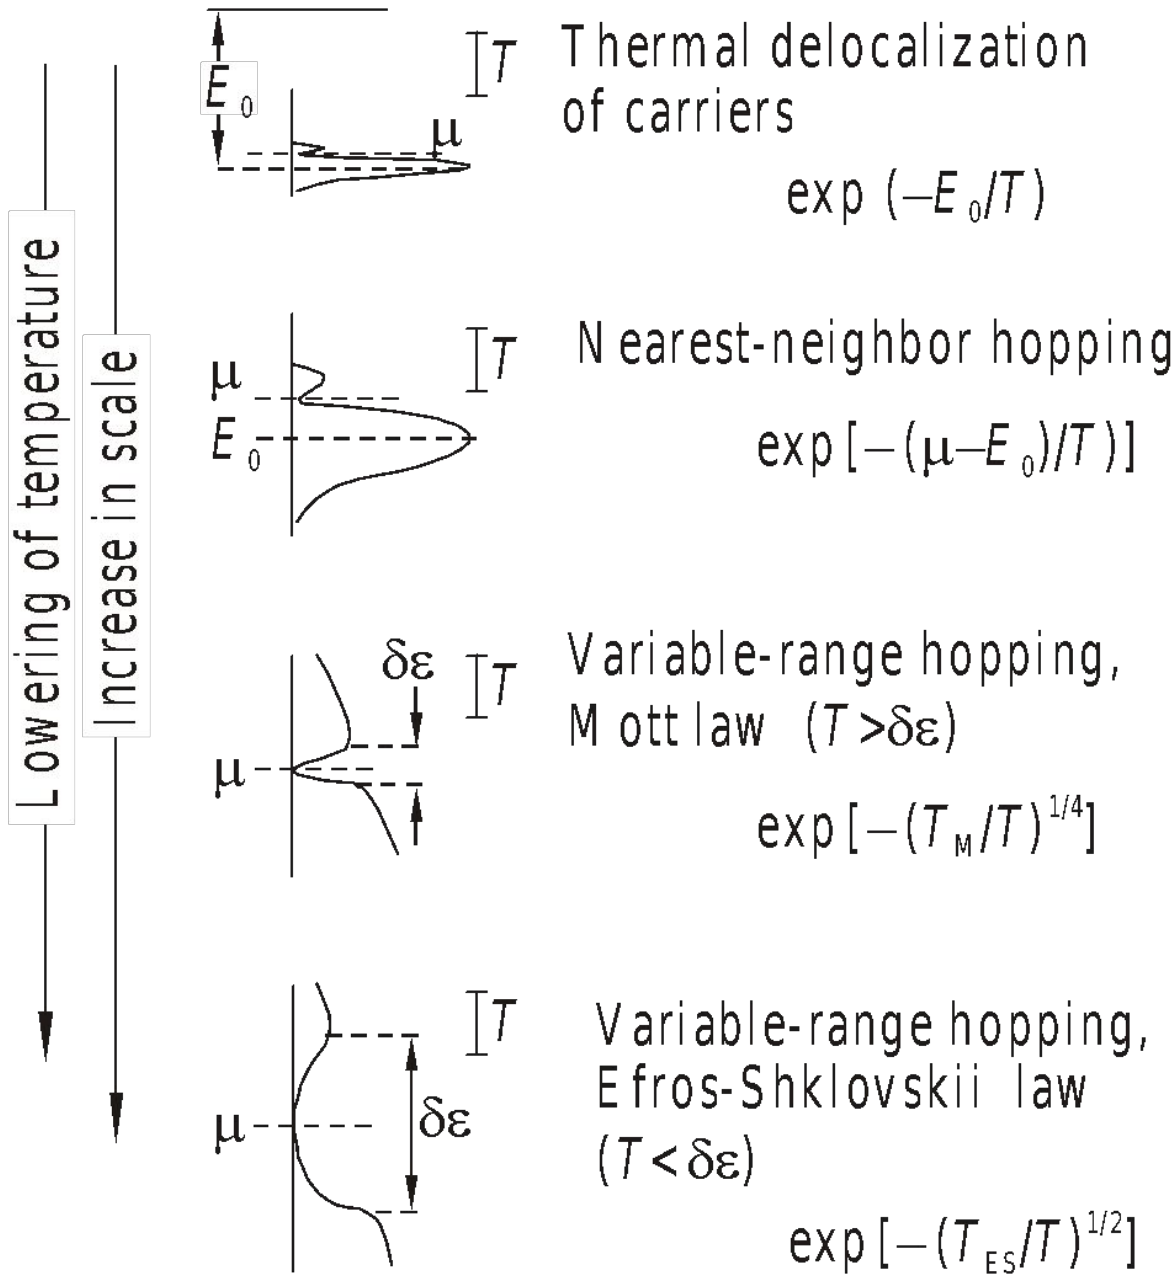 Lowering of temperature
Increase in scale
E₀
μ
T
Thermal delocalization
of carriers
exp (−E₀/T)
μ
E₀
T
Nearest-neighbor hopping
exp [−(μ−E₀)/T)]
δε
μ
T
Variable-range hopping,
Mott law (T>δε)
exp [−(T_M/T)^1/4]
μ
δε
T
Variable-range hopping,
Efros-Shklovskii law
(T<δε)
exp [−(T_ES/T)^1/2]